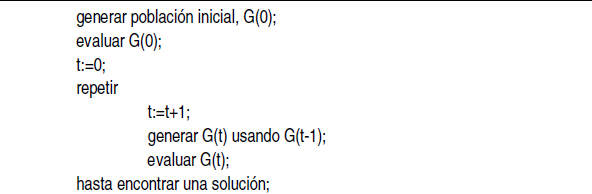 generar población inicial, G(0);
evaluar G(0);
t:=0;
repetir
t:=t+1;
generar G(t) usando G(t-1);
evaluar G(t);
hasta encontrar una solución;